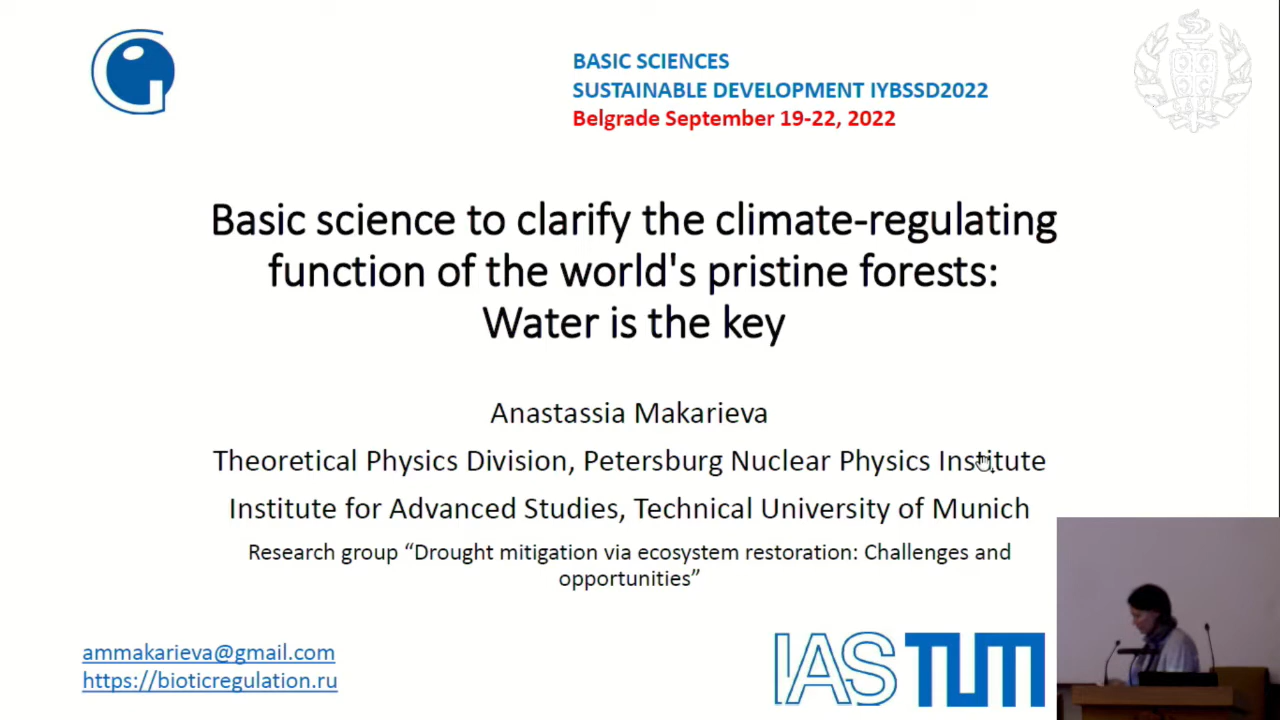 BASIC SCIENCES
SUSTAINABLE DEVELOPMENT IYBSSD2022
Belgrade September 19-22, 2022
Basic science to clarify the climate-regulating
function of the world's pristine forests:
Water is the key
Anastassia Makarieva
Theoretical Physics Division, Petersburg Nuclear Physics Institute
Institute for Advanced Studies, Technical University of Munich
Research group “Drought mitigation via ecosystem restoration: Challenges and
opportunities”
ammakarieva@gmail.com
https://bioticregulation.ru
IAS TUM